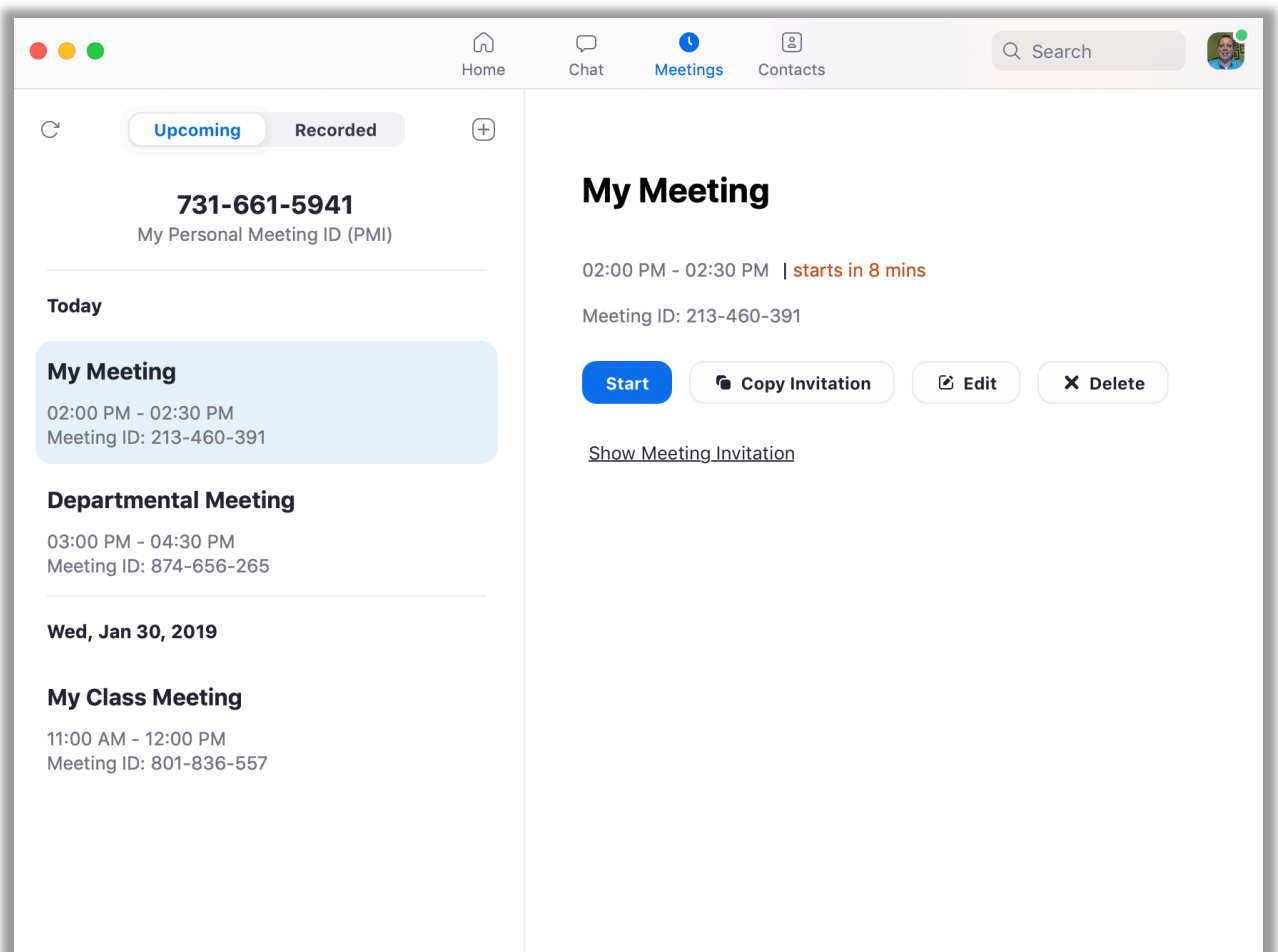 Home
Chat
Meetings
Contacts
Search
Upcoming
Recorded
731-661-5941
My Personal Meeting ID (PMI)
Today
My Meeting
02:00 PM - 02:30 PM
Meeting ID: 213-460-391
Departmental Meeting
03:00 PM - 04:30 PM
Meeting ID: 874-656-265
Wed, Jan 30, 2019
My Class Meeting
11:00 AM - 12:00 PM
Meeting ID: 801-836-557
My Meeting
02:00 PM - 02:30 PM | starts in 8 mins
Meeting ID: 213-460-391
Start
Copy Invitation
Edit
Delete
Show Meeting Invitation